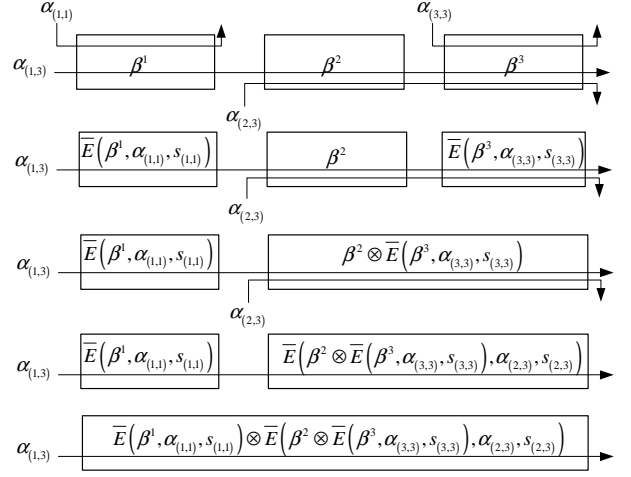 α(1,1) α(3,3)
α(1,3) β¹ β² β³
α(2,3)
α(1,3) E̅(β¹, α(1,1), s(1,1)) β² E̅(β³, α(3,3), s(3,3))
α(2,3)
α(1,3) E̅(β¹, α(1,1), s(1,1)) β² ⊗ E̅(β³, α(3,3), s(3,3))
α(2,3)
α(1,3) E̅(β¹, α(1,1), s(1,1)) E̅(β² ⊗ E̅(β³, α(3,3), s(3,3)), α(2,3), s(2,3))
α(1,3) E̅(β¹, α(1,1), s(1,1)) ⊗ E̅(β² ⊗ E̅(β³, α(3,3), s(3,3)), α(2,3), s(2,3))